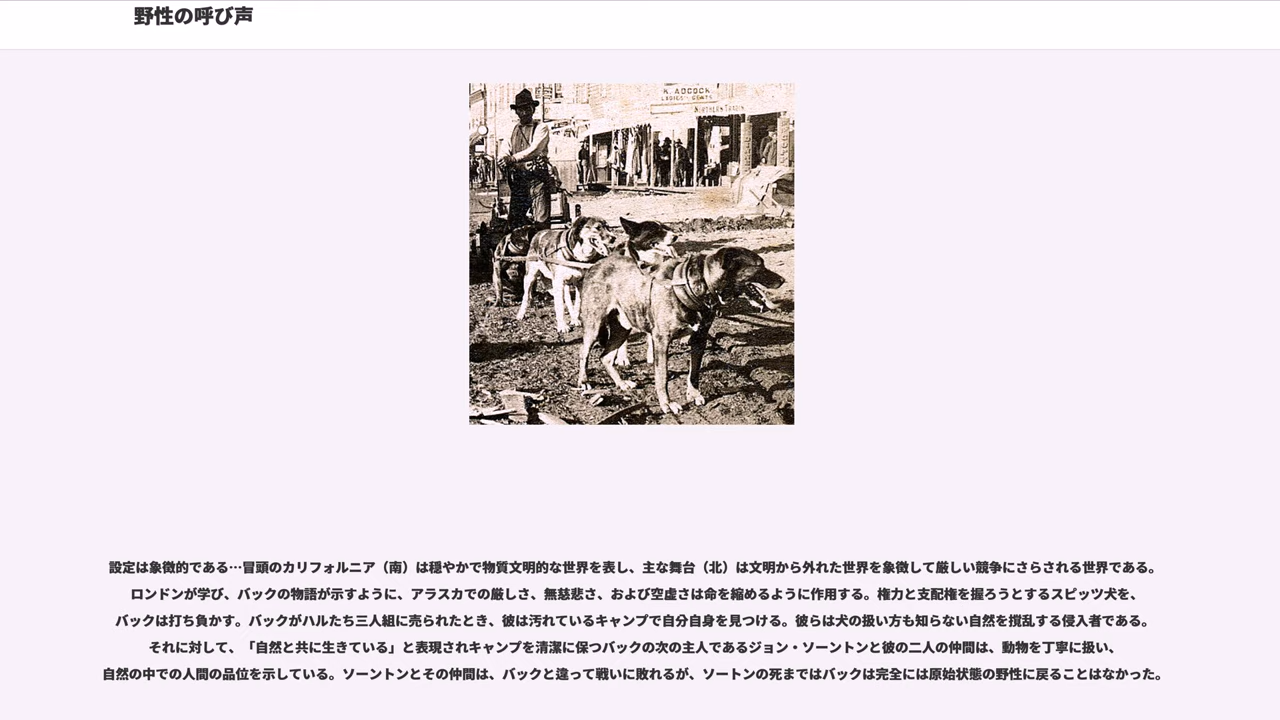 野性の呼び声
K. ADCOCK
LADIES' GENTS
NORTHERN TRADIN
設定は象徴的である…冒頭のカリフォルニア（南）は穏やかで物質文明的な世界を表し、主な舞台（北）は文明から外れた世界を象徴して厳しい競争にさらされる世界である。
ロンドンが学び、バックの物語が示すように、アラスカでの厳しさ、無慈悲さ、および空虚さは命を縮めるように作用する。権力と支配権を握ろうとするスピッツ犬を、
バックは打ち負かす。バックがハルたち三人組に売られたとき、彼は汚れているキャンプで自分自身を見つける。彼らは犬の扱い方も知らない自然を撹乱する侵入者である。
それに対して、「自然と共に生きている」と表現されキャンプを清潔に保つバックの次の主人であるジョン・ソーントンと彼の二人の仲間は、動物を丁寧に扱い、
自然の中での人間の品位を示している。ソーントンとその仲間は、バックと違って戦いに敗れるが、ソートンの死まではバックは完全には原始状態の野性に戻ることはなかった。